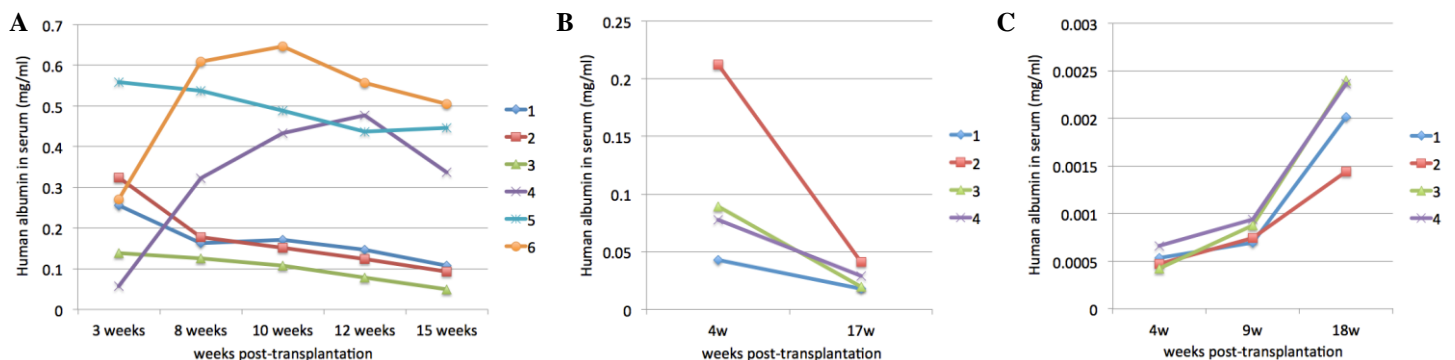 A
Human albumin in serum (mg/ml)
0.7
0.6
0.5
0.4
0.3
0.2
0.1
0
3 weeks 8 weeks 10 weeks 12 weeks 15 weeks
weeks post-transplantation
1
2
3
4
5
6
B
Human albumin in serum (mg/ml)
0.25
0.2
0.15
0.1
0.05
0
4w 17w
weeks post-transplantation
1
2
3
4
C
Human albumin in serum (mg/ml)
0.003
0.0025
0.002
0.0015
0.001
0.0005
0
4w 9w 18w
weeks post-transplantation
1
2
3
4